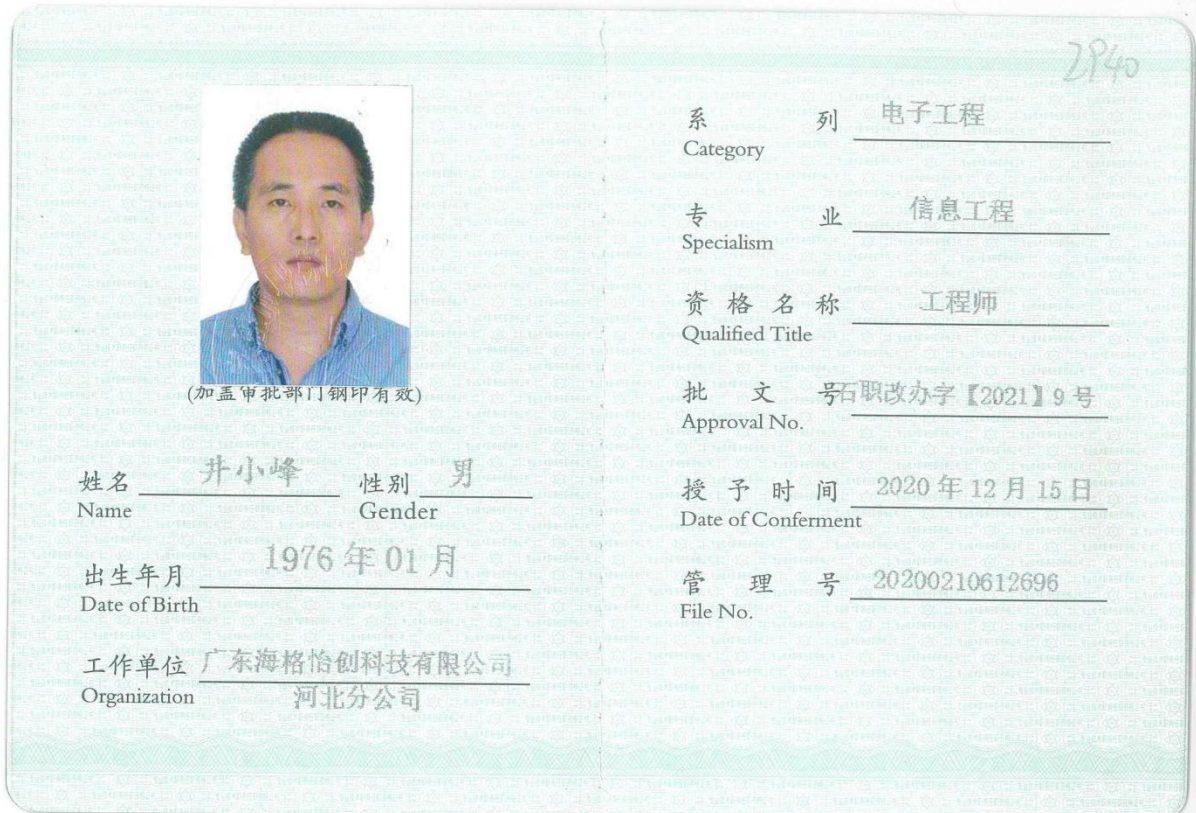 (加盖审批部门钢印有效)
姓名 井小峰 性别 男
Name Gender
出生年月 1976年01月
Date of Birth
工作单位 广东海格怡创科技有限公司
Organization 河北分公司
2940
系列 电子工程
Category
专业 信息工程
Specialism
资格名称 工程师
Qualified Title
批文号 石职改办字【2021】9号
Approval No.
授予时间 2020年12月15日
Date of Conferment
管理号 20200210612696
File No.